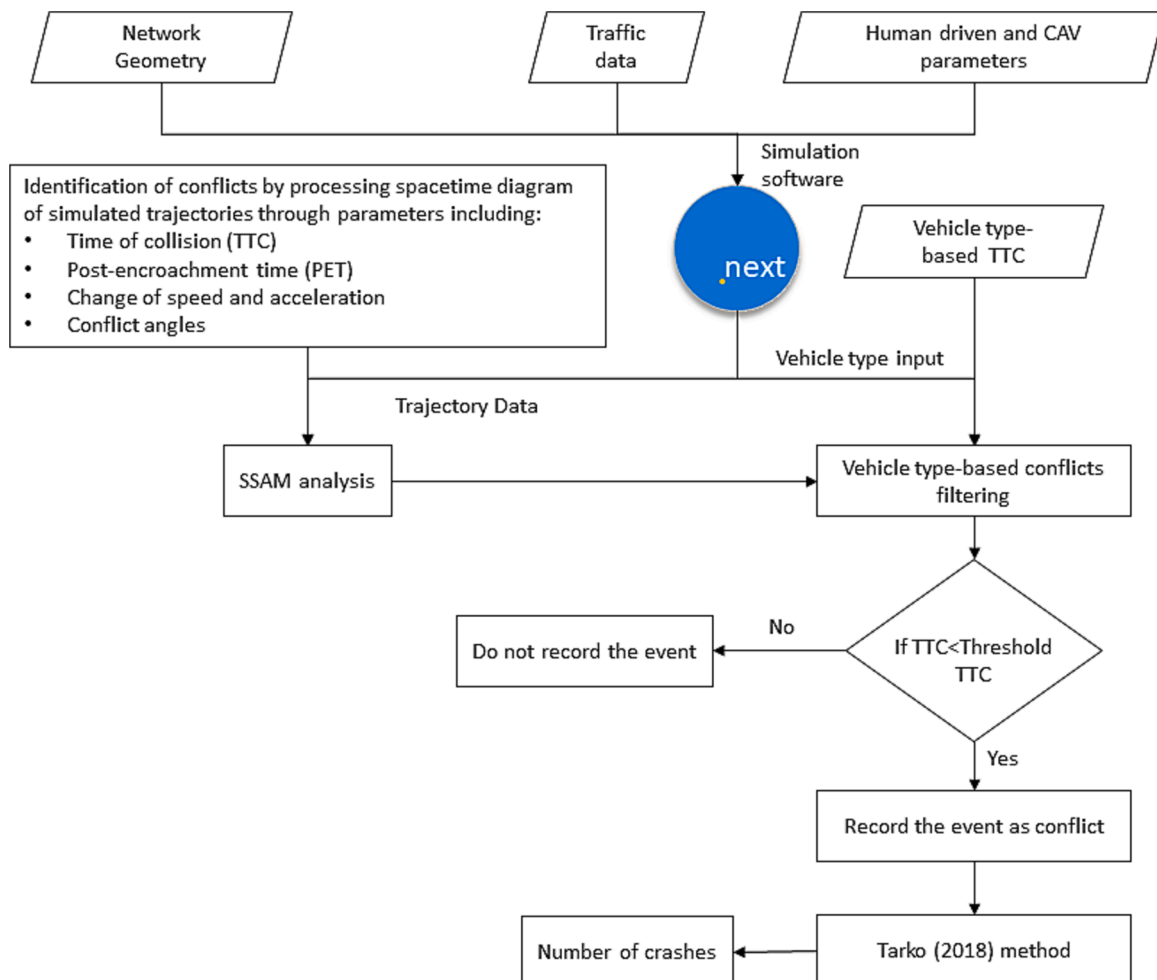 Network
Geometry
Traffic
data
Human driven and CAV
parameters
Simulation
software
Identification of conflicts by processing spacetime diagram
of simulated trajectories through parameters including:
• Time of collision (TTC)
• Post-encroachment time (PET)
• Change of speed and acceleration
• Conflict angles
.next
Vehicle type-
based TTC
Vehicle type input
Trajectory Data
SSAM analysis
Vehicle type-based conflicts
filtering
No
Do not record the event
If TTC<Threshold
TTC
Yes
Record the event as conflict
Number of crashes
Tarko (2018) method